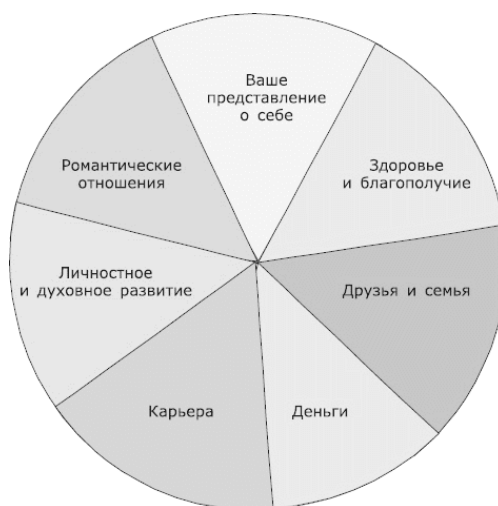 Ваше
представление
о себе
Здоровье
и благополучие
Друзья и семья
Деньги
Карьера
Личностное
и духовное развитие
Романтические
отношения